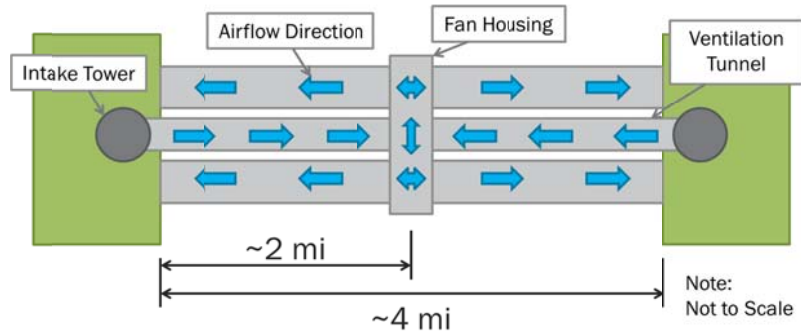 Airflow Direction
Fan Housing
Ventilation
Tunnel
Intake Tower
~2 mi
~4 mi
Note:
Not to Scale